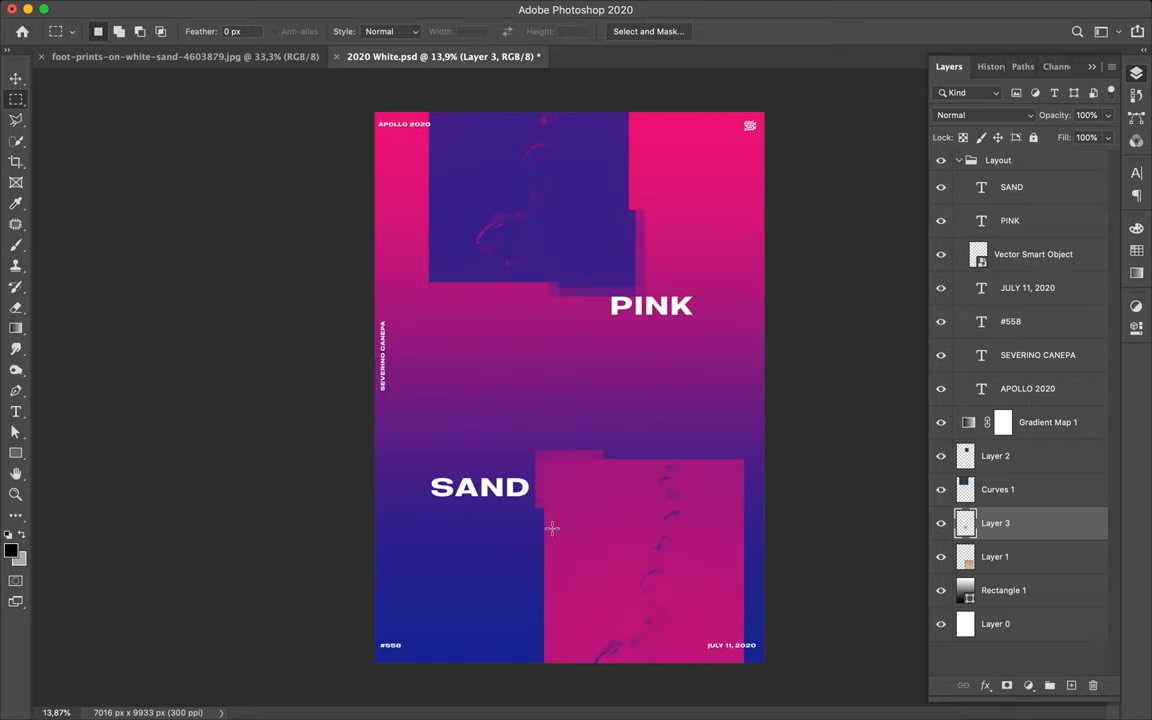 Adobe Photoshop 2020
Feather: 0 px
Anti-alias
Style: Normal
Width:
Height:
Select and Mask...
foot-prints-on-white-sand-4603879.jpg @ 33,3% (RGB/8)
2020 White.psd @ 13,9% (Layer 3, RGB/8) *
Layers
History
Paths
Chann
Kind
Normal
Opacity: 100%
Lock:
Fill: 100%
Layout
SAND
PINK
Vector Smart Object
JULY 11, 2020
#558
SEVERINO CANEPA
APOLLO 2020
Gradient Map 1
Layer 2
Curves 1
Layer 3
Layer 1
Rectangle 1
Layer 0
APOLLO 2020
PINK
SEVERINO CANEPA
SAND
#558
JULY 11, 2020
13,87%
7016 px x 9933 px (300 ppi)